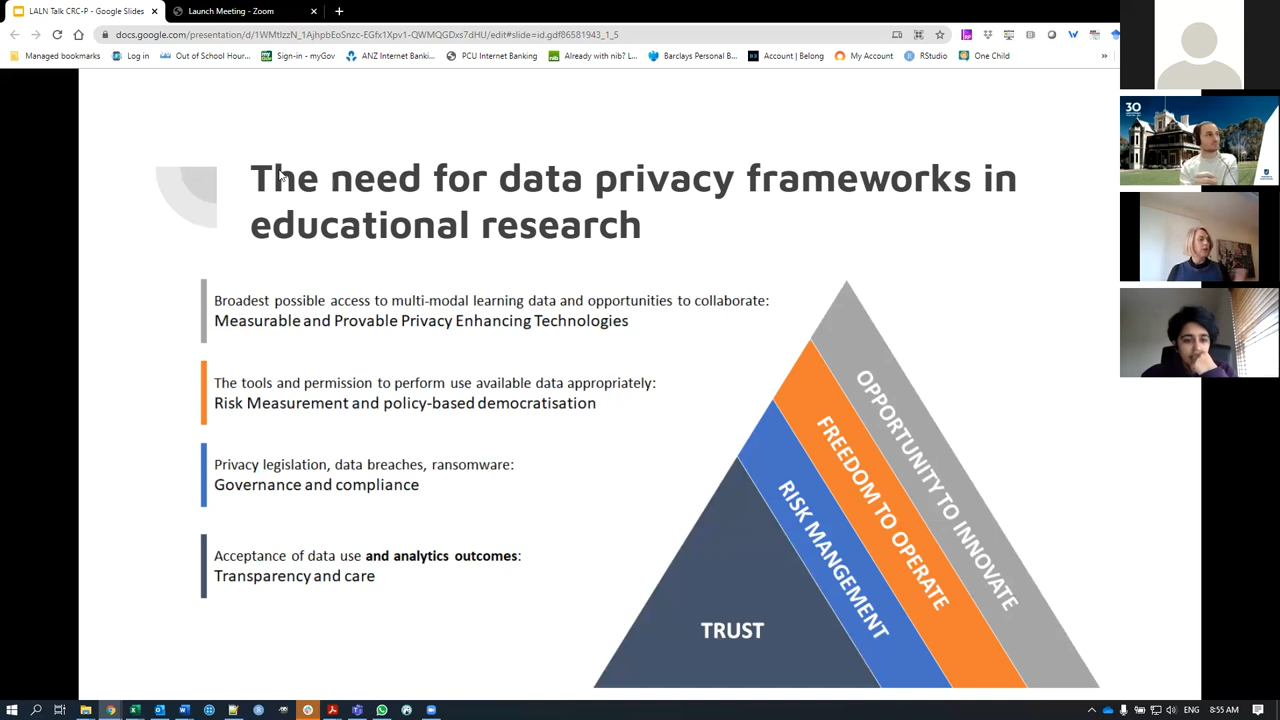 LALN Talk CRC-P - Google Slides
Launch Meeting - Zoom
docs.google.com/presentation/d/1WMtlzzN_1AjhpbEoSnzc-EGfx1Xpv1-QWMQGDxs7dHU/edit#slide=id.gdf86581943_1_5
Managed bookmarks
Log in
Out of School Hour...
Sign-in - myGov
ANZ Internet Banki...
PCU Internet Banking
Already with nib? L...
Barclays Personal B...
Account | Belong
My Account
RStudio
One Child
30
The need for data privacy frameworks in
educational research
Broadest possible access to multi-modal learning data and opportunities to collaborate:
Measurable and Provable Privacy Enhancing Technologies
The tools and permission to perform use available data appropriately:
Risk Measurement and policy-based democratisation
Privacy legislation, data breaches, ransomware:
Governance and compliance
Acceptance of data use and analytics outcomes:
Transparency and care
OPPORTUNITY TO INNOVATE
FREEDOM TO OPERATE
RISK MANGEMENT
TRUST
ENG
8:55 AM